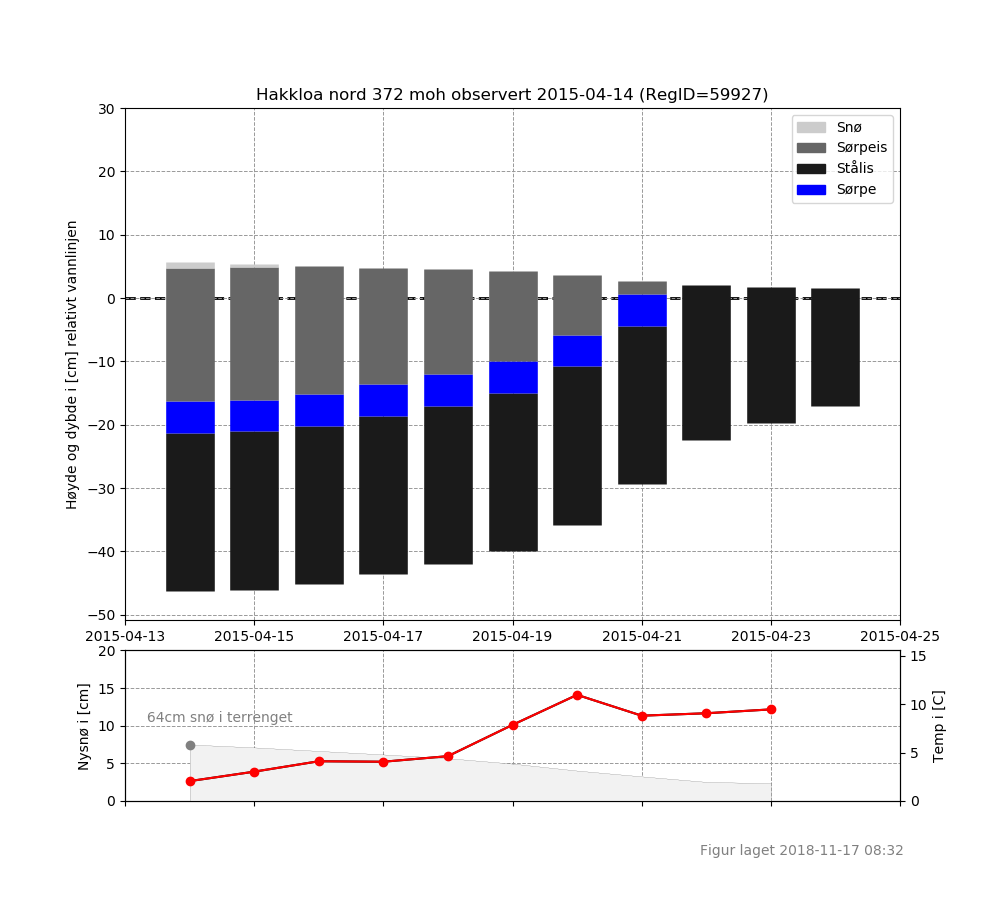 Hakkloa nord 372 moh observert 2015-04-14 (RegID=59927)
Høyde og dybde i [cm] relativt vannlinjen
30
20
10
0
−10
−20
−30
−40
−50
Snø
Sørpeis
Stålis
Sørpe
2015-04-13
2015-04-15
2015-04-17
2015-04-19
2015-04-21
2015-04-23
2015-04-25
Nysnø i [cm]
20
15
10
5
0
64cm snø i terrenget
15
10
5
0
Temp i [C]
Figur laget 2018-11-17 08:32